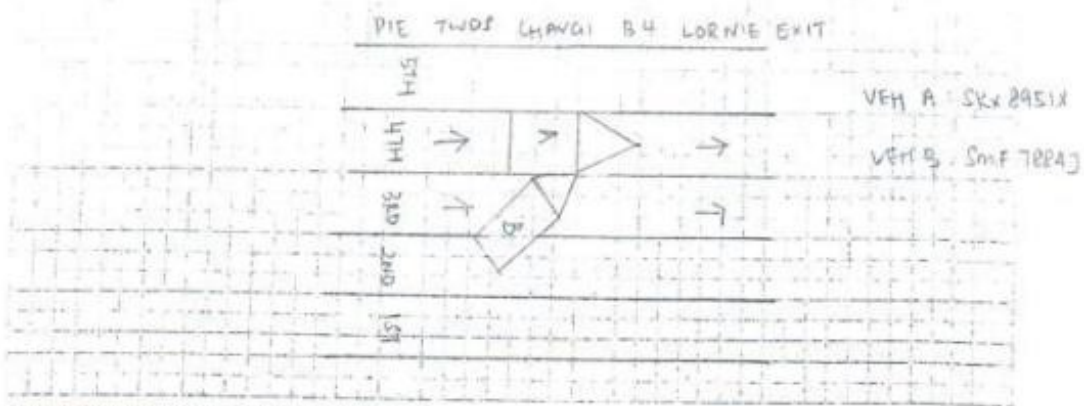 PIE TWDS CHANGI B4 LORNIE EXIT
5TH
4TH
3RD
2ND
1ST
A
B
VEH A : SKX 8951X
VEH B : SMF 7884J